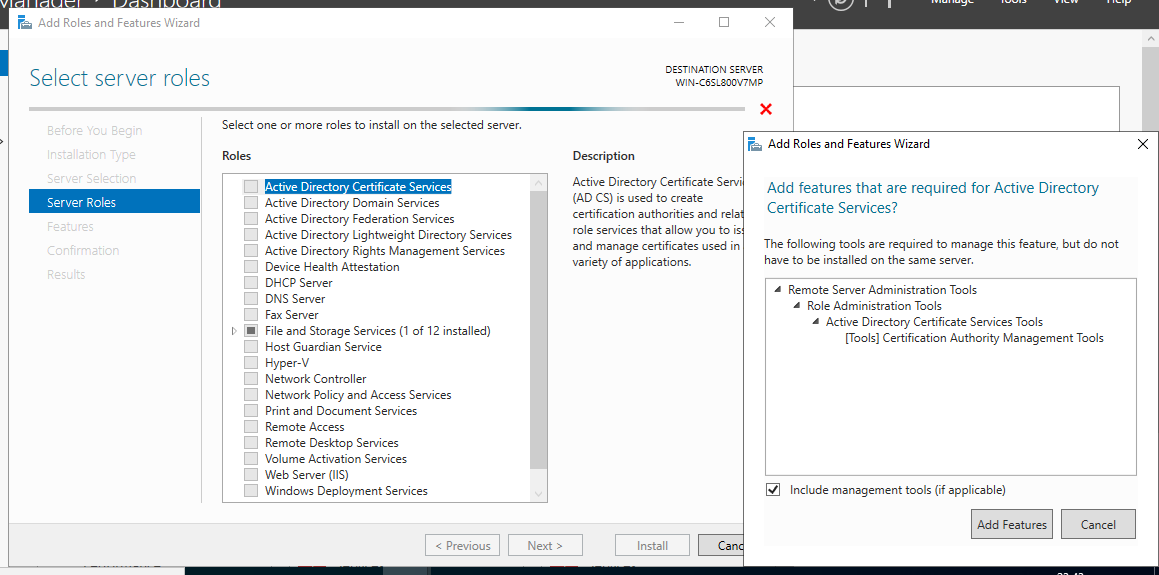 Manager
Dashboard
Manage
Tools
View
Help
Add Roles and Features Wizard
Select server roles
DESTINATION SERVER
WIN-C6SL800V7MP
Before You Begin
Installation Type
Server Selection
Server Roles
Features
Confirmation
Results
Select one or more roles to install on the selected server.
Roles
Active Directory Certificate Services
Active Directory Domain Services
Active Directory Federation Services
Active Directory Lightweight Directory Services
Active Directory Rights Management Services
Device Health Attestation
DHCP Server
DNS Server
Fax Server
File and Storage Services (1 of 12 installed)
Host Guardian Service
Hyper-V
Network Controller
Network Policy and Access Services
Print and Document Services
Remote Access
Remote Desktop Services
Volume Activation Services
Web Server (IIS)
Windows Deployment Services
Description
Active Directory Certificate Servi
(AD CS) is used to create
certification authorities and relat
role services that allow you to iss
and manage certificates used in
variety of applications.
< Previous
Next >
Install
Canc
Add Roles and Features Wizard
Add features that are required for Active Directory
Certificate Services?
The following tools are required to manage this feature, but do not
have to be installed on the same server.
Remote Server Administration Tools
Role Administration Tools
Active Directory Certificate Services Tools
[Tools] Certification Authority Management Tools
Include management tools (if applicable)
Add Features
Cancel